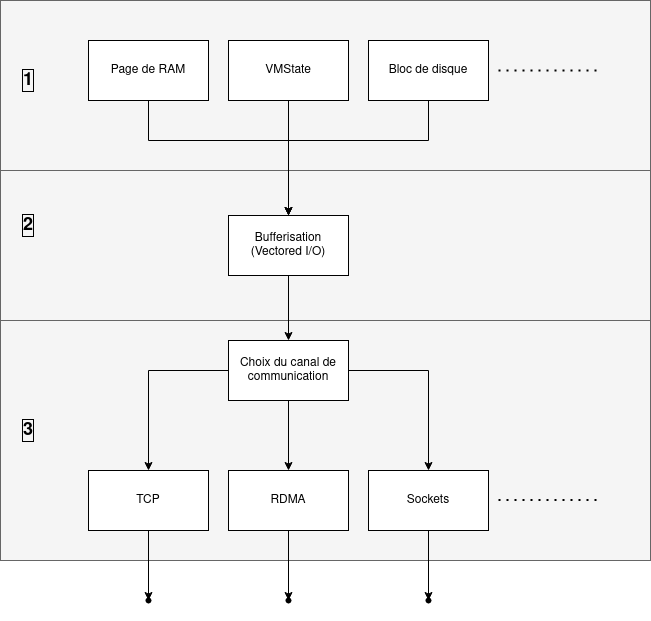 1
Page de RAM
VMState
Bloc de disque
2
Bufferisation
(Vectored I/O)
3
Choix du canal de
communication
TCP
RDMA
Sockets